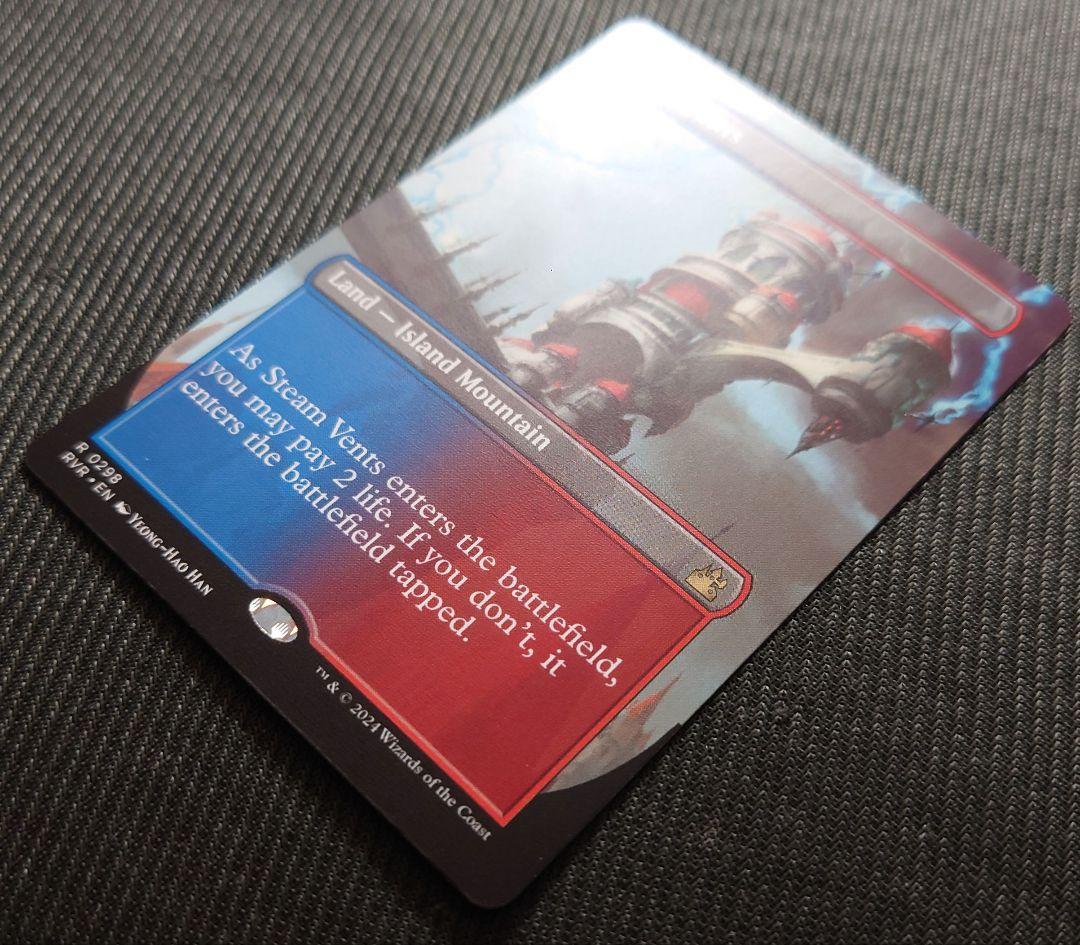 Land — Island Mountain
As Steam Vents enters the battlefield,
you may pay 2 life. If you don't, it
enters the battlefield tapped.
R 0298
RVR • EN Yeong-Hao Han
™ & © 2024 Wizards of the Coast